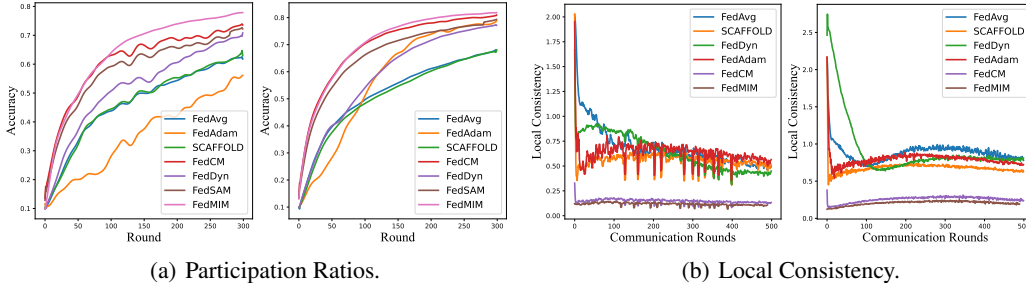 Accuracy
0.8
0.7
0.6
0.5
0.4
0.3
0.2
0.1
0
50
100
150
200
250
300
Round
FedAvg
FedAdam
SCAFFOLD
FedCM
FedDyn
FedSAM
FedMIM
Accuracy
0.8
0.7
0.6
0.5
0.4
0.3
0.2
0.1
0
50
100
150
200
250
300
Round
FedAvg
FedAdam
SCAFFOLD
FedCM
FedDyn
FedSAM
FedMIM
(a) Participation Ratios.
Local Consistency
2.00
1.75
1.50
1.25
1.00
0.75
0.50
0.25
0.00
0
100
200
300
400
500
Communication Rounds
FedAvg
SCAFFOLD
FedDyn
FedAdam
FedCM
FedMIM
Local Consistency
2.5
2.0
1.5
1.0
0.5
0.0
0
100
200
300
400
500
Communication Rounds
FedAvg
SCAFFOLD
FedDyn
FedAdam
FedCM
FedMIM
(b) Local Consistency.